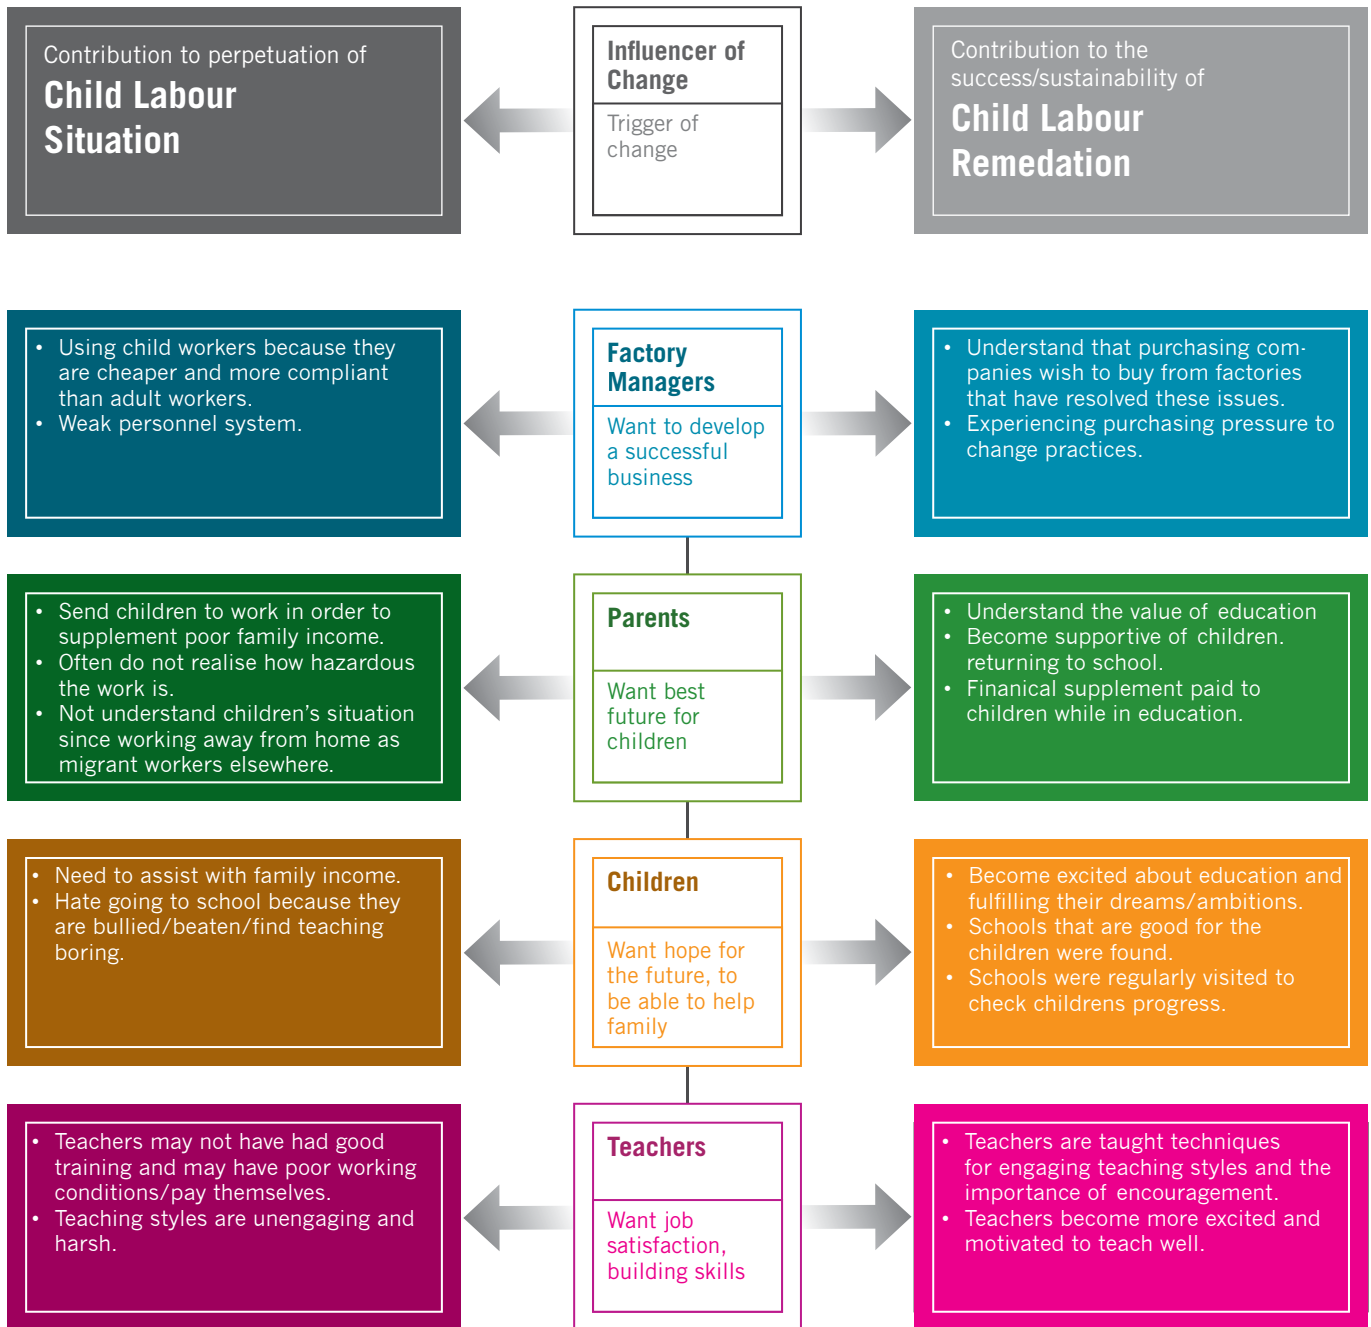 Contribution to perpetuation of
Child Labour
Situation
Influencer of
Change
Trigger of
change
Contribution to the
success/sustainability of
Child Labour
Remedation
• Using child workers because they
are cheaper and more compliant
than adult workers.
• Weak personnel system.
Factory
Managers
Want to develop
a successful
business
• Understand that purchasing com-
panies wish to buy from factories
that have resolved these issues.
• Experiencing purchasing pressure to
change practices.
• Send children to work in order to
supplement poor family income.
• Often do not realise how hazardous
the work is.
• Not understand children’s situation
since working away from home as
migrant workers elsewhere.
Parents
Want best
future for
children
• Understand the value of education
• Become supportive of children.
returning to school.
• Finanical supplement paid to
children while in education.
• Need to assist with family income.
• Hate going to school because they
are bullied/beaten/find teaching
boring.
Children
Want hope for
the future, to
be able to help
family
• Become excited about education and
fulfilling their dreams/ambitions.
• Schools that are good for the
children were found.
• Schools were regularly visited to
check childrens progress.
• Teachers may not have had good
training and may have poor working
conditions/pay themselves.
• Teaching styles are unengaging and
harsh.
Teachers
Want job
satisfaction,
building skills
• Teachers are taught techniques
for engaging teaching styles and the
importance of encouragement.
• Teachers become more excited and
motivated to teach well.